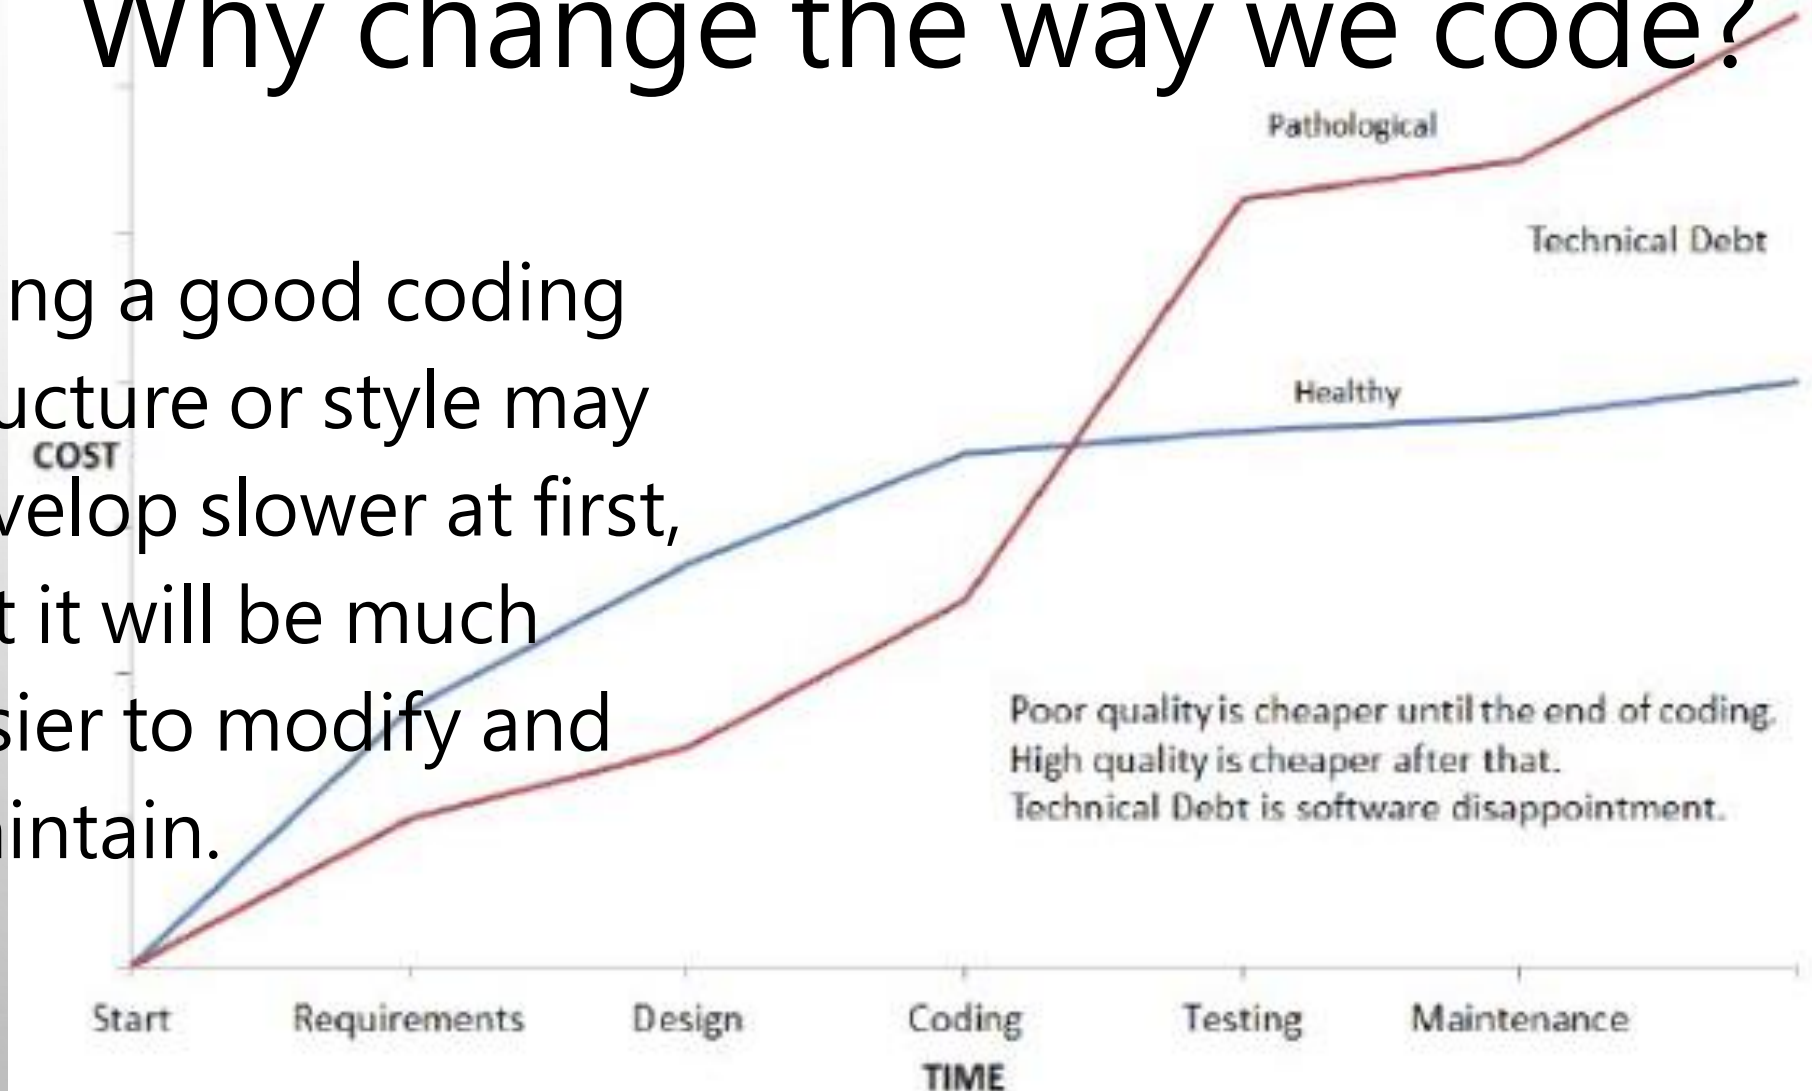 Why change the way we code?
Pathological
Technical Debt
ng a good coding
ucture or style may
Healthy
COST
velop slower at first,
t it will be much
sier to modify and
intain.
Poor quality is cheaper until the end of coding.
High quality is cheaper after that.
Technical Debt is software disappointment.
Start Requirements Design Coding Testing Maintenance
TIME